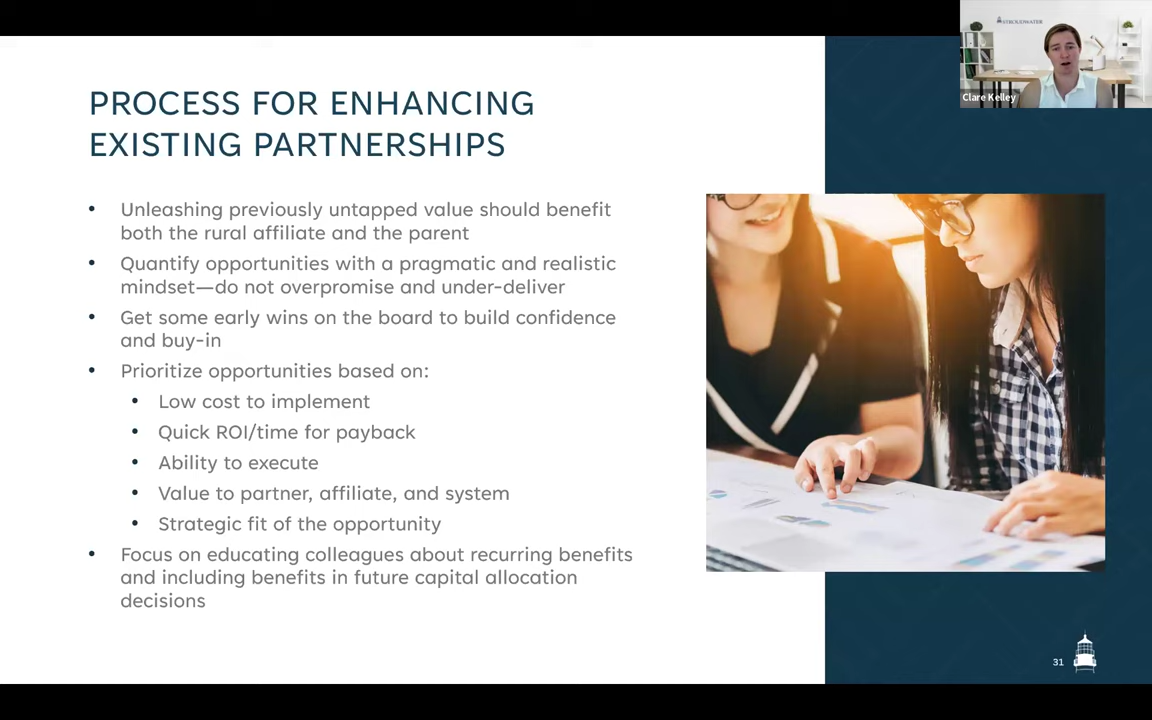 STROUDWATER
Clare Kelley
PROCESS FOR ENHANCING
EXISTING PARTNERSHIPS
• Unleashing previously untapped value should benefit
both the rural affiliate and the parent
• Quantify opportunities with a pragmatic and realistic
mindset—do not overpromise and under-deliver
• Get some early wins on the board to build confidence
and buy-in
• Prioritize opportunities based on:
• Low cost to implement
• Quick ROI/time for payback
• Ability to execute
• Value to partner, affiliate, and system
• Strategic fit of the opportunity
• Focus on educating colleagues about recurring benefits
and including benefits in future capital allocation
decisions
31